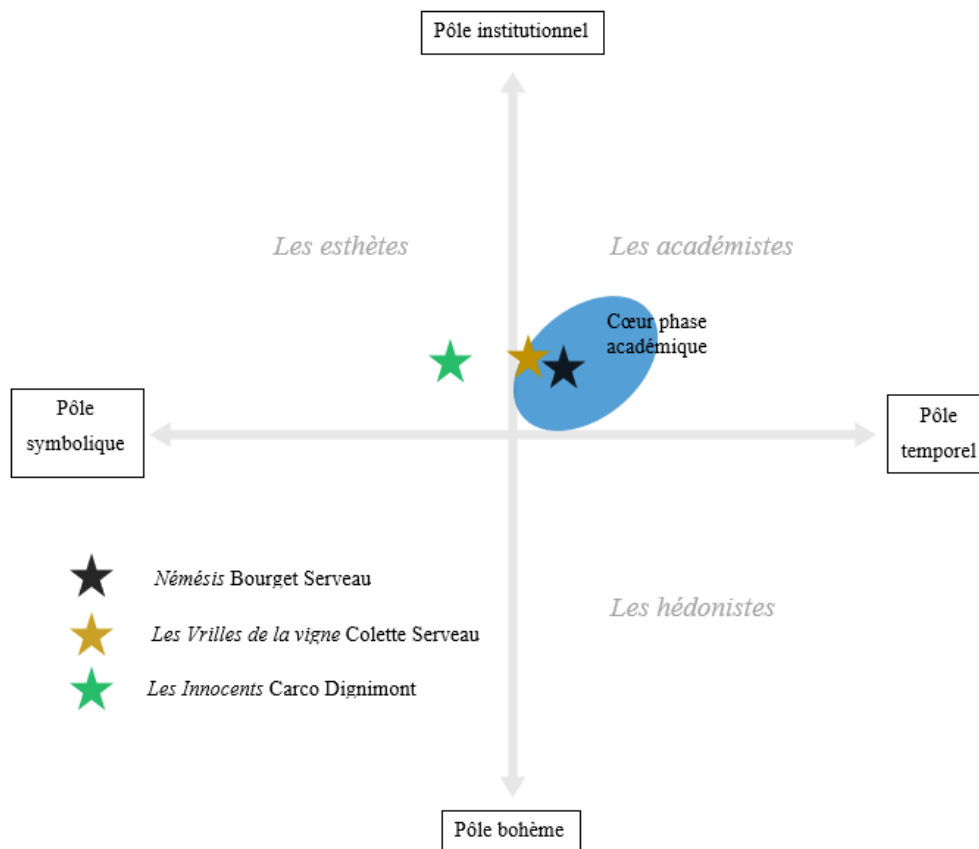 Pôle institutionnel
Les esthètes
Les académistes
Cœur phase
académique
Pôle
symbolique
Pôle
temporel
Némésis Bourget Serveau
Les hédonistes
Les Vrilles de la vigne Colette Serveau
Les Innocents Carco Dignimont
Pôle bohème